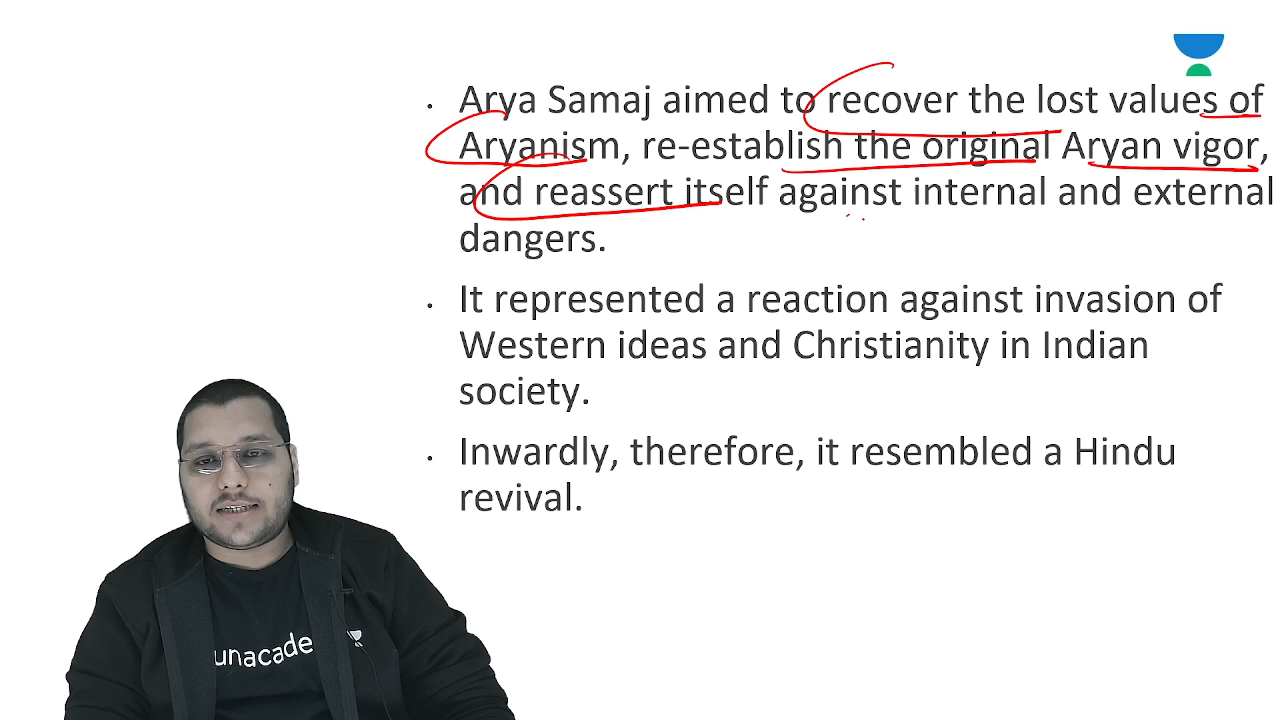 • Arya Samaj aimed to recover the lost values of
Aryanism, re-establish the original Aryan vigor,
and reassert itself against internal and external
dangers.
• It represented a reaction against invasion of
Western ideas and Christianity in Indian
society.
• Inwardly, therefore, it resembled a Hindu
revival.
unacade